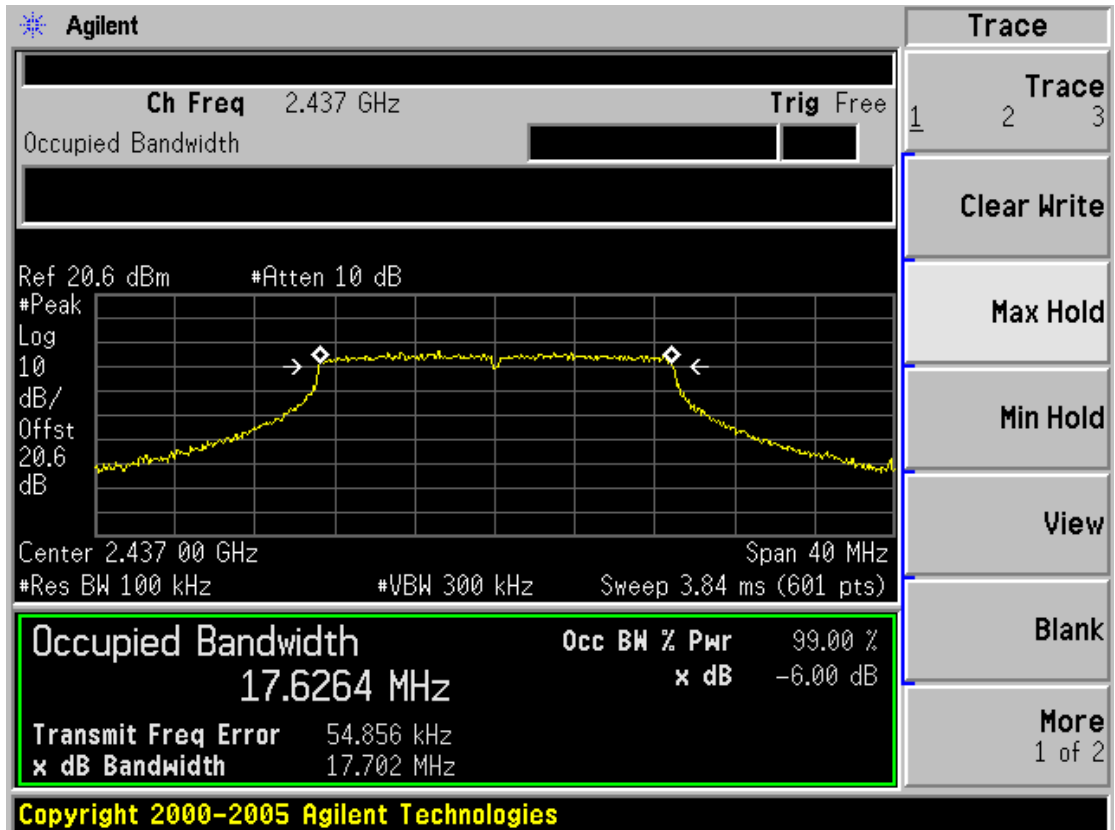 Agilent
Trace
Ch Freq 2.437 GHz Trig Free
Occupied Bandwidth
Trace
1 2 3
Clear Write
Max Hold
Min Hold
View
Blank
More
1 of 2
Ref 20.6 dBm #Atten 10 dB
#Peak
Log
10
dB/
Offst
20.6
dB
Center 2.437 00 GHz Span 40 MHz
#Res BW 100 kHz #VBW 300 kHz Sweep 3.84 ms (601 pts)
Occupied Bandwidth
17.6264 MHz
Occ BW % Pwr 99.00 %
x dB -6.00 dB
Transmit Freq Error 54.856 kHz
x dB Bandwidth 17.702 MHz
Copyright 2000-2005 Agilent Technologies